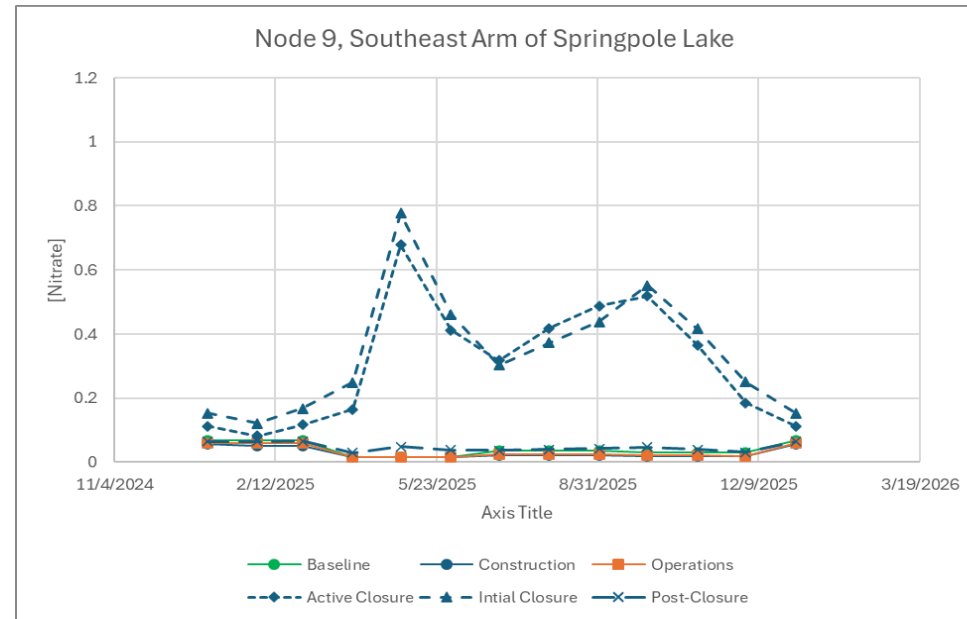 Node 9, Southeast Arm of Springpole Lake
1.2
1
0.8
0.6
0.4
0.2
0
[Nitrate]
11/4/2024 2/12/2025 5/23/2025 8/31/2025 12/9/2025 3/19/2026
Axis Title
Baseline Construction Operations
Active Closure Intial Closure Post-Closure